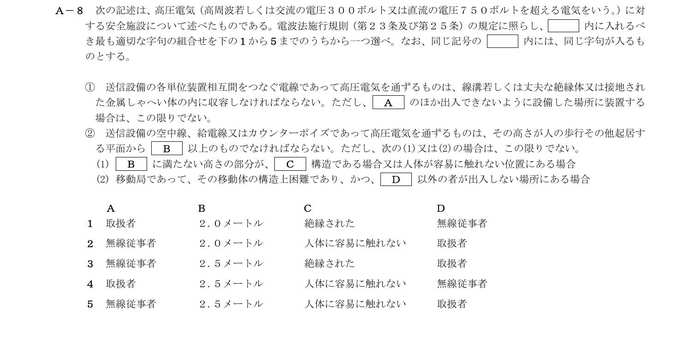 A－8 次の記述は、高圧電気（高周波若しくは交流の電圧３００ボルト又は直流の電圧７５０ボルトを超える電気をいう。）に対
する安全施設について述べたものである。電波法施行規則（第２３条及び第２５条）の規定に照らし、 内に入れるべ
き最も適切な字句の組合せを下の１から５までのうちから一つ選べ。なお、同じ記号の 内には、同じ字句が入るも
のとする。
① 送信設備の各単位装置相互間をつなぐ電線であって高圧電気を通ずるものは、線溝若しくは丈夫な絶縁体又は接地され
た金属しゃへい体の内に収容しなければならない。ただし、 A のほか出入できないように設備した場所に装置する
場合は、この限りでない。
② 送信設備の空中線、給電線又はカウンターポイズであって高圧電気を通ずるものは、その高さが人の歩行その他起居す
る平面から B 以上のものでなければならない。ただし、次の(1)又は(2)の場合は、この限りでない。
(1) B に満たない高さの部分が、 C 構造である場合又は人体が容易に触れない位置にある場合
(2) 移動局であって、その移動体の構造上困難であり、かつ、 D 以外の者が出入しない場所にある場合
A B C D
1 取扱者 ２.０メートル 絶縁された 無線従事者
2 無線従事者 ２.０メートル 人体に容易に触れない 取扱者
3 無線従事者 ２.５メートル 絶縁された 取扱者
4 取扱者 ２.５メートル 人体に容易に触れない 無線従事者
5 無線従事者 ２.５メートル 人体に容易に触れない 取扱者